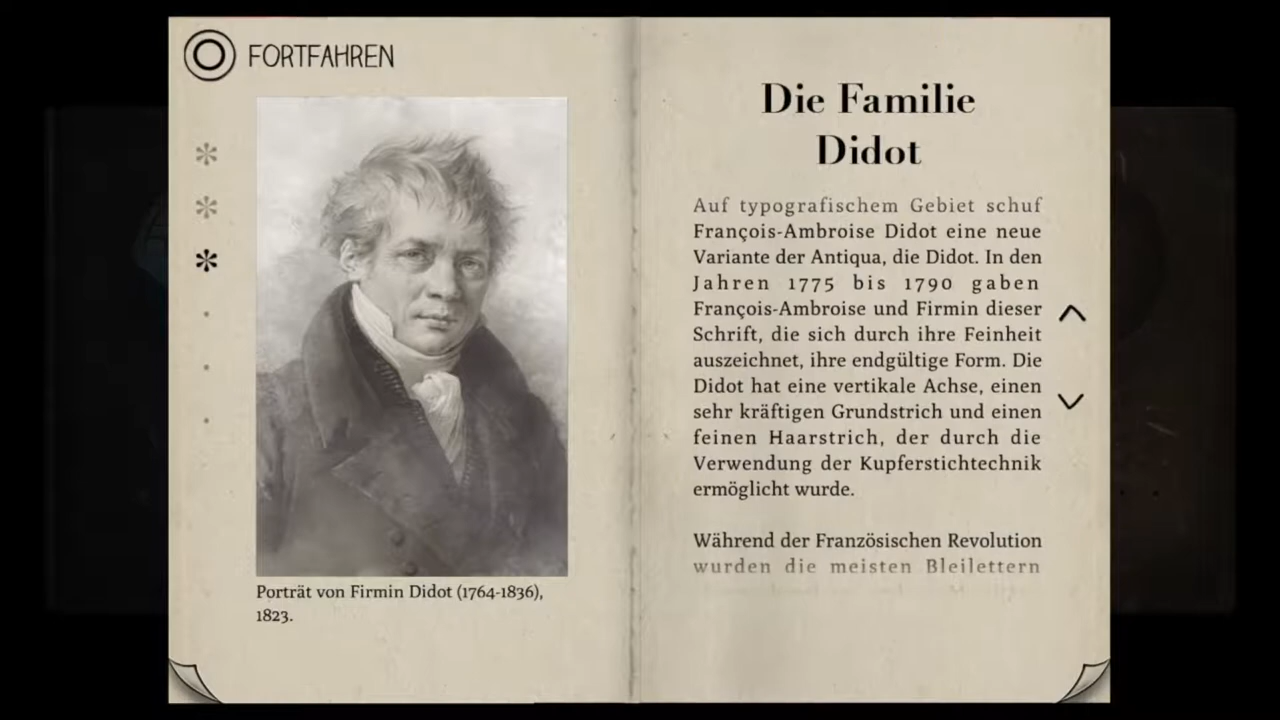 FORTFAHREN
Porträt von Firmin Didot (1764-1836),
1823.
Die Familie
Didot
Auf typografischem Gebiet schuf
François-Ambroise Didot eine neue
Variante der Antiqua, die Didot. In den
Jahren 1775 bis 1790 gaben
François-Ambroise und Firmin dieser
Schrift, die sich durch ihre Feinheit
auszeichnet, ihre endgültige Form. Die
Didot hat eine vertikale Achse, einen
sehr kräftigen Grundstrich und einen
feinen Haarstrich, der durch die
Verwendung der Kupferstichtechnik
ermöglicht wurde.
Während der Französischen Revolution
wurden die meisten Bleilettern